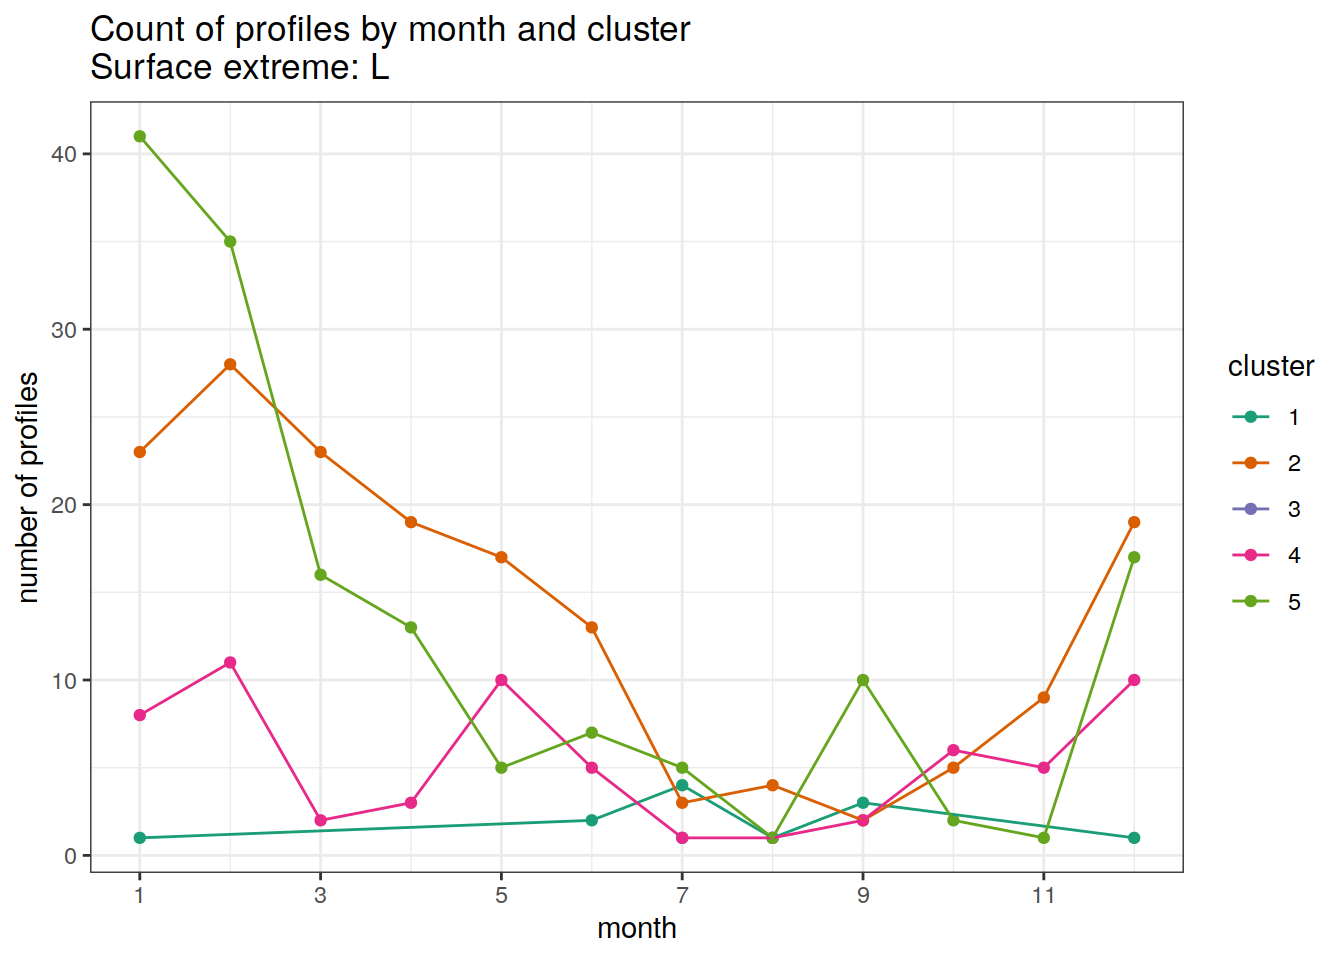 Count of profiles by month and cluster
Surface extreme: L
40
30
20
10
0
number of profiles
1 3 5 7 9 11
month
cluster
1
2
3
4
5